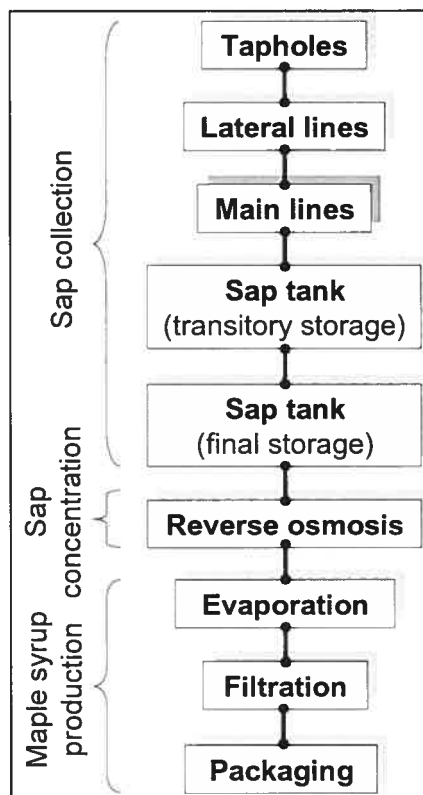 Tapholes
Lateral lines
Main lines
Sap tank
(transitory storage)
Sap tank
(final storage)
Reverse osmosis
Evaporation
Filtration
Packaging
Sap collection
Sap
concentration
Maple syrup
production